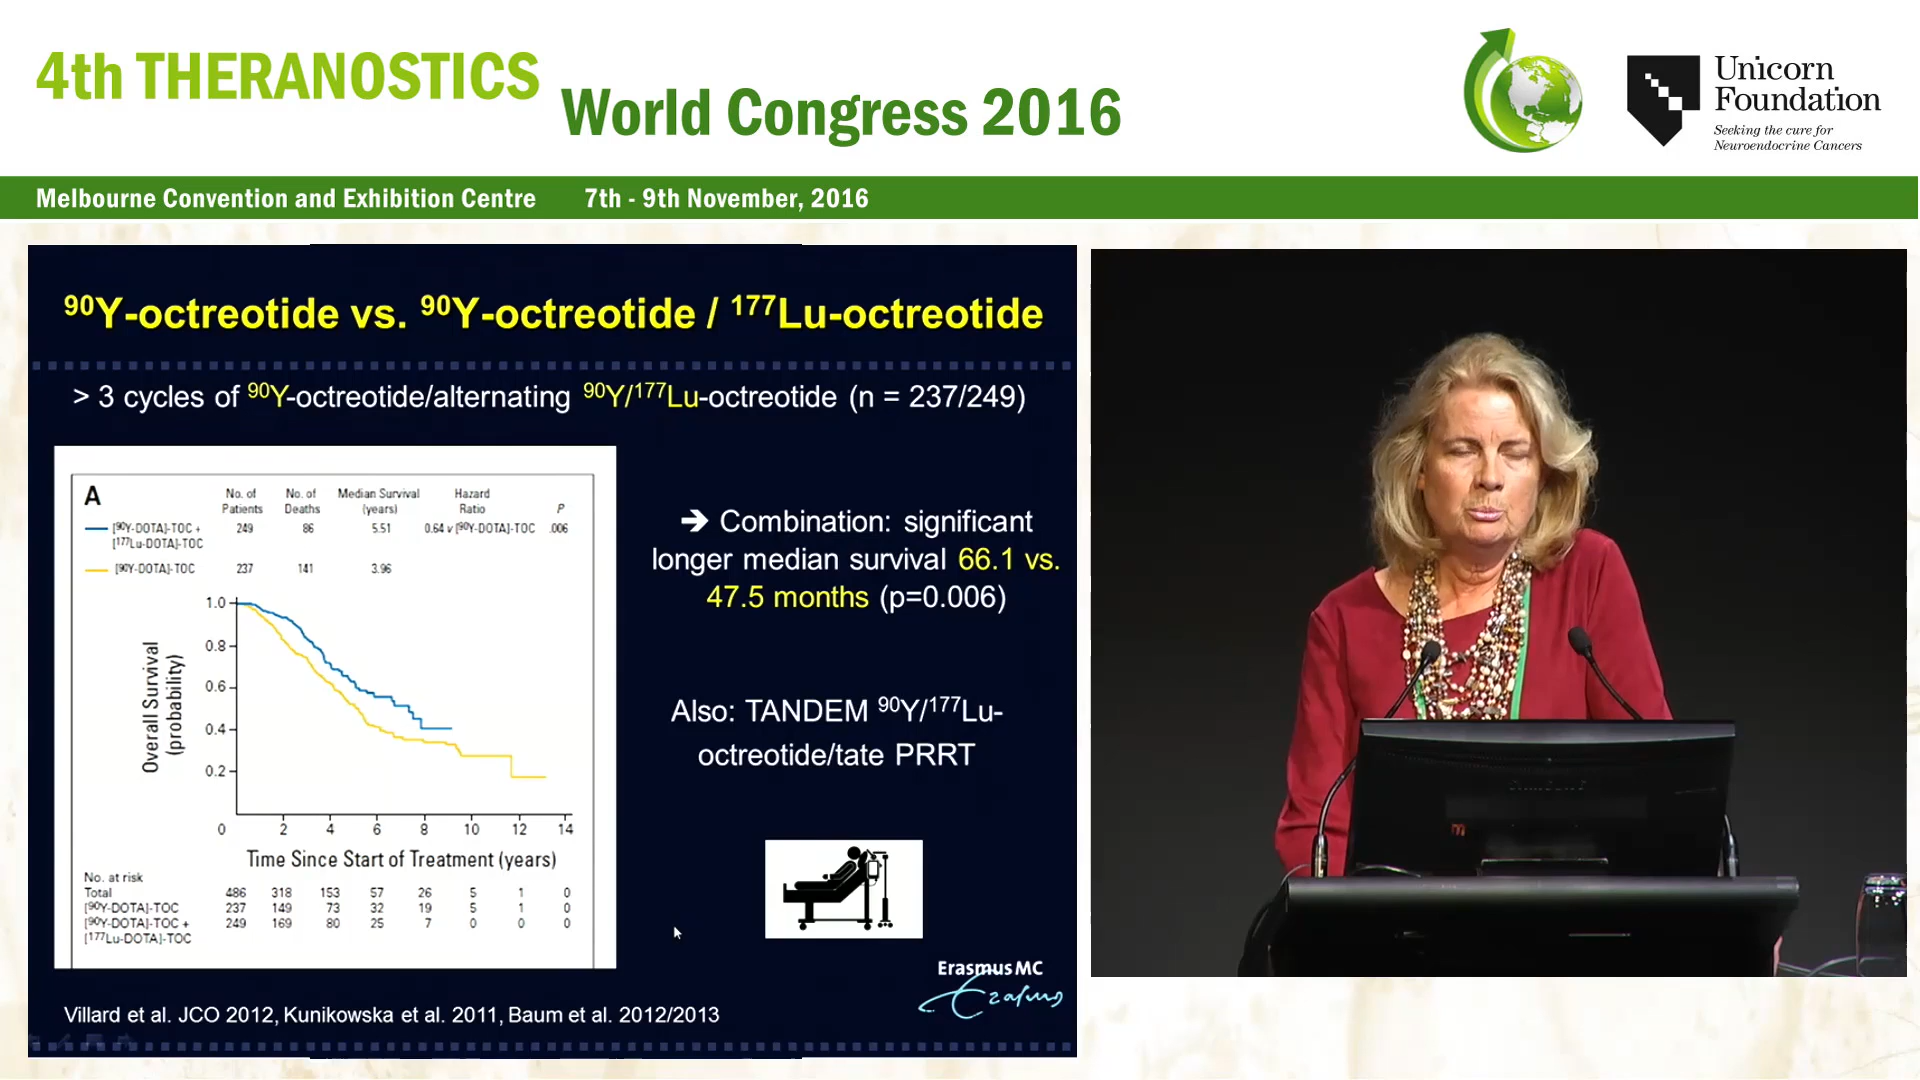 4th THERANOSTICS
World Congress 2016
Unicorn
Foundation
Seeking the cure for
Neuroendocrine Cancers
Melbourne Convention and Exhibition Centre 7th - 9th November, 2016
⁹⁰Y-octreotide vs. ⁹⁰Y-octreotide / ¹⁷⁷Lu-octreotide
> 3 cycles of ⁹⁰Y-octreotide/alternating ⁹⁰Y/¹⁷⁷Lu-octreotide (n = 237/249)
A
No. of No. of Median Survival Hazard
Patients Deaths (years) Ratio P
[⁹⁰Y-DOTA]-TOC + 249 86 5.51 0.64 v [⁹⁰Y-DOTA]-TOC .006
[¹⁷⁷Lu-DOTA]-TOC
[⁹⁰Y-DOTA]-TOC 237 141 3.96
1.0
0.8
0.6
0.4
0.2
Overall Survival
(probability)
0 2 4 6 8 10 12 14
Time Since Start of Treatment (years)
No. at risk
Total 486 318 153 57 26 5 1 0
[⁹⁰Y-DOTA]-TOC 237 149 73 32 19 5 1 0
[⁹⁰Y-DOTA]-TOC + 249 169 80 25 7 0 0 0
[¹⁷⁷Lu-DOTA]-TOC
➔ Combination: significant
longer median survival 66.1 vs.
47.5 months (p=0.006)
Also: TANDEM ⁹⁰Y/¹⁷⁷Lu-
octreotide/tate PRRT
Erasmus MC
Erasmus
Villard et al. JCO 2012, Kunikowska et al. 2011, Baum et al. 2012/2013